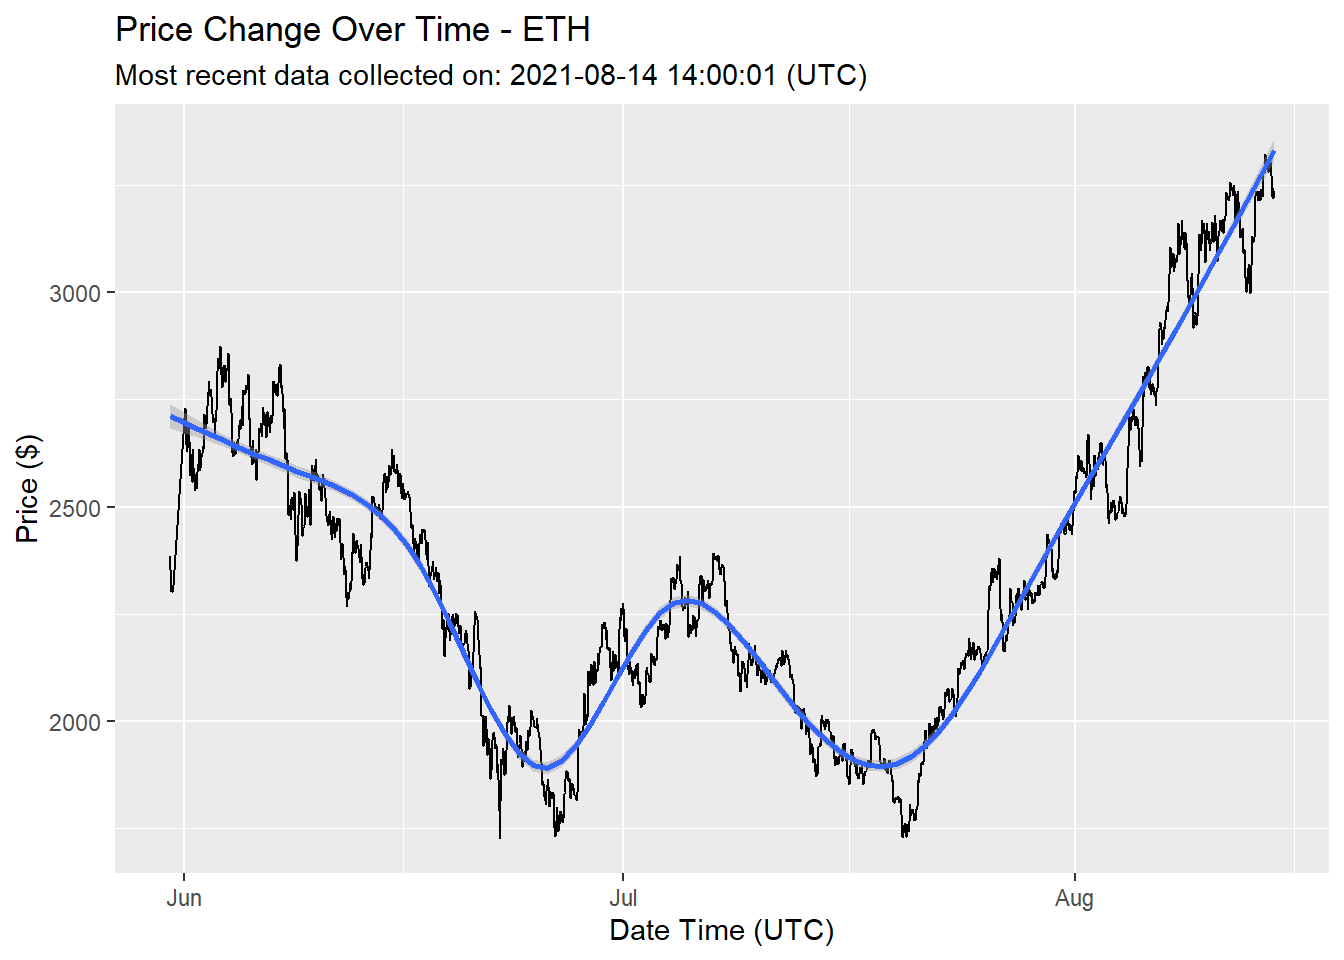 Price Change Over Time - ETH
Most recent data collected on: 2021-08-14 14:00:01 (UTC)
Price ($)
3000
2500
2000
Jun
Jul
Aug
Date Time (UTC)